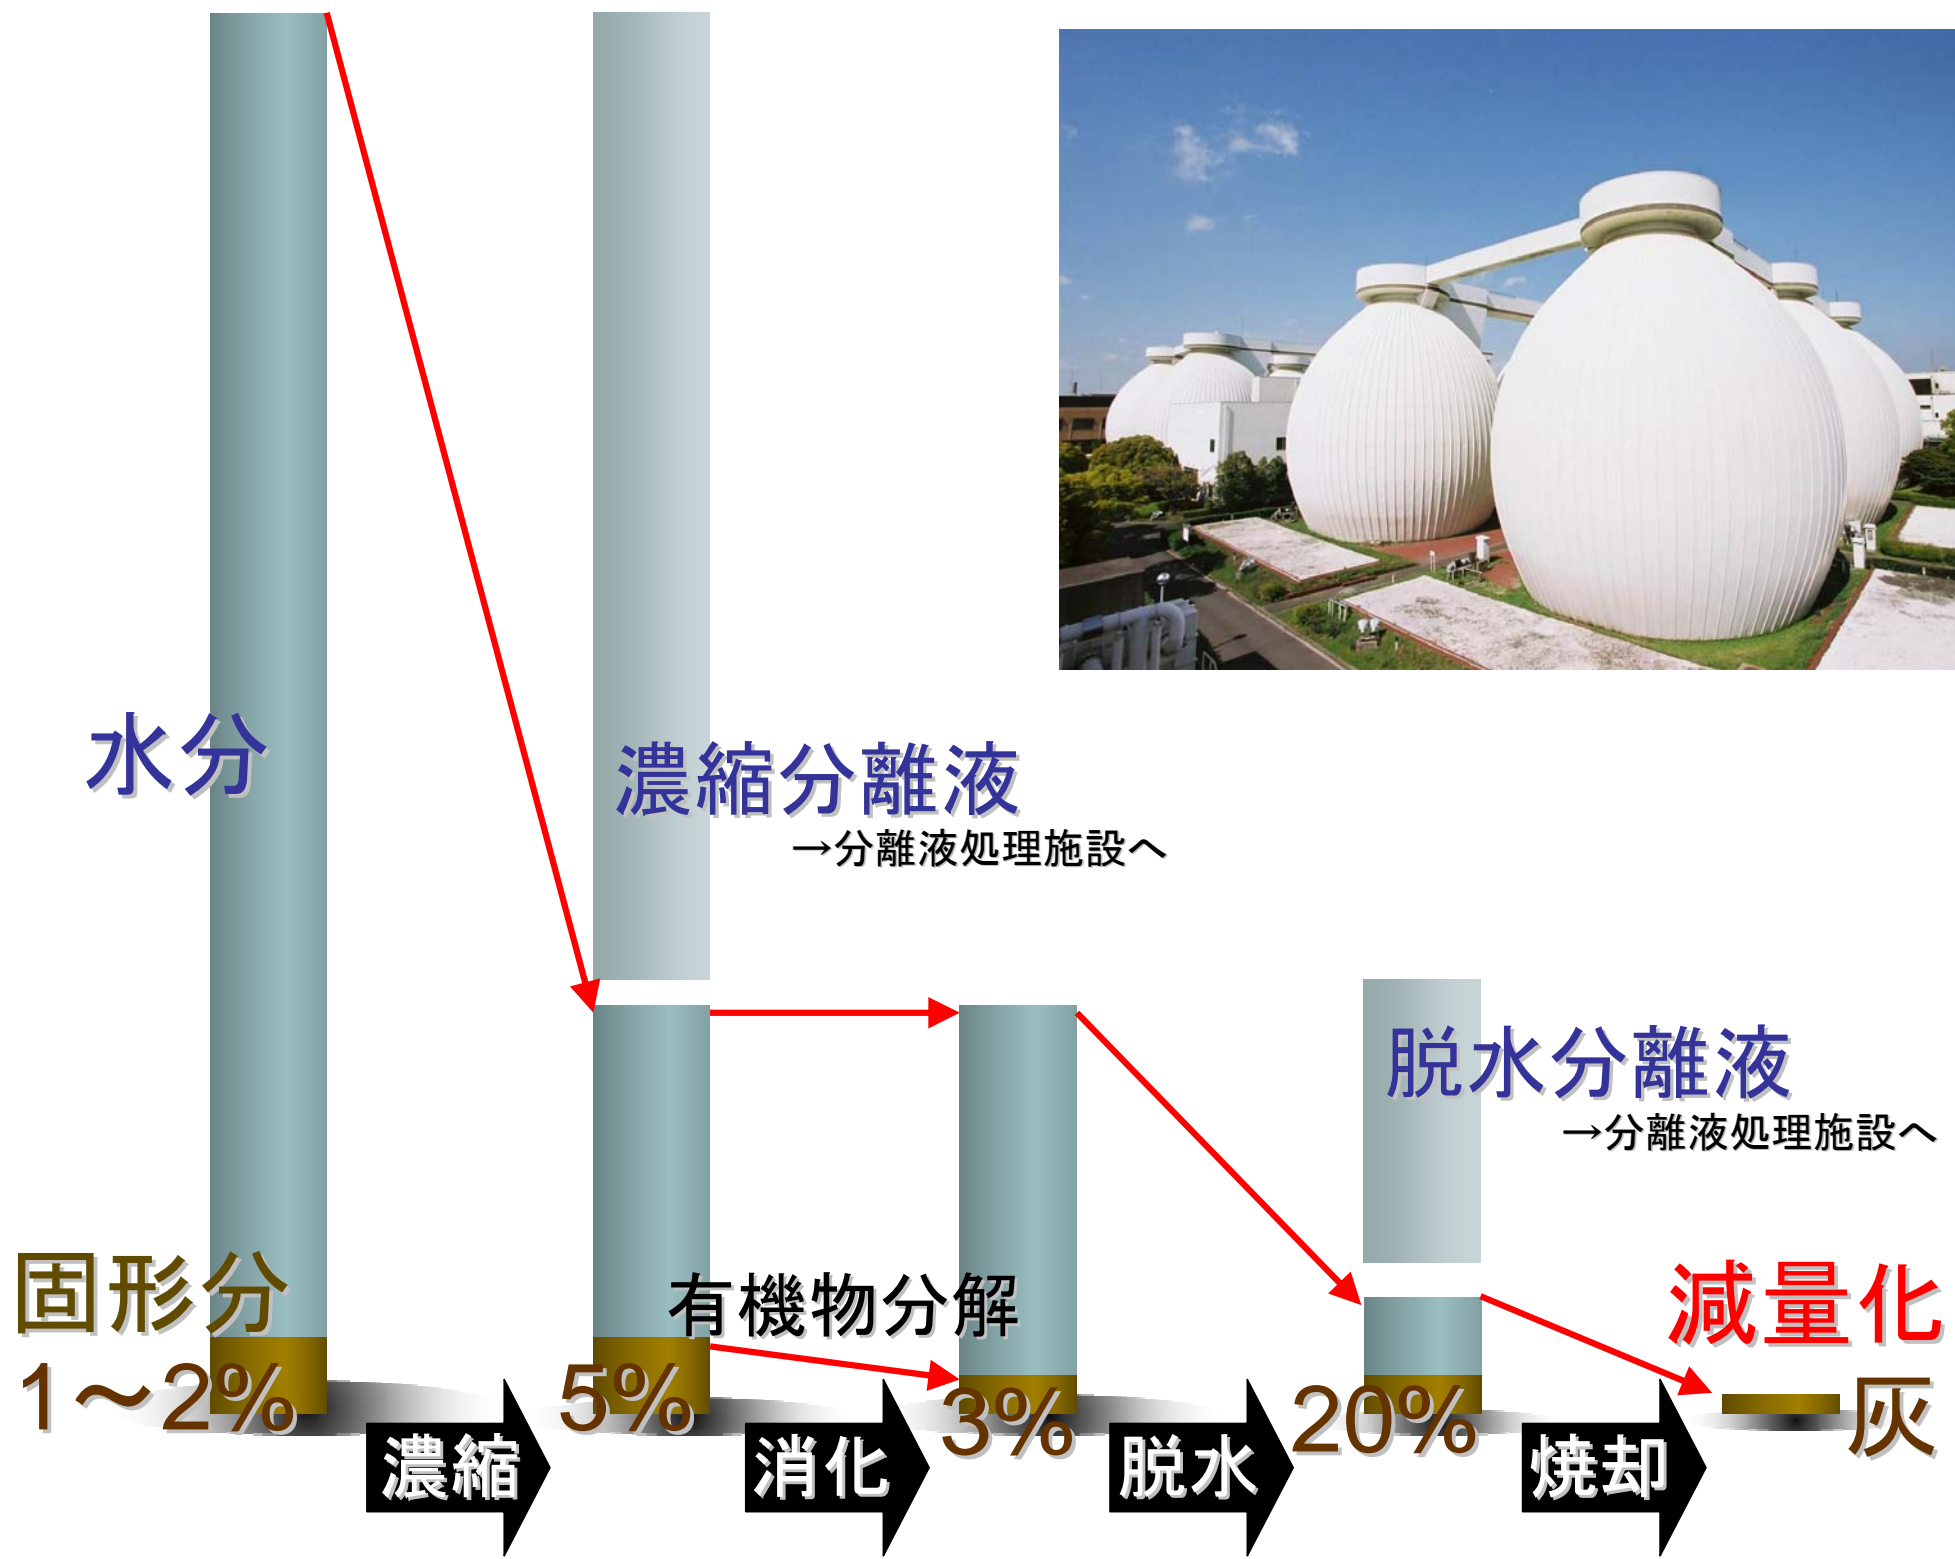 水分
濃縮分離液
→分離液処理施設へ
脱水分離液
→分離液処理施設へ
固形分
1～2%
有機物分解
減量化
5%
3%
20%
灰
濃縮
消化
脱水
焼却